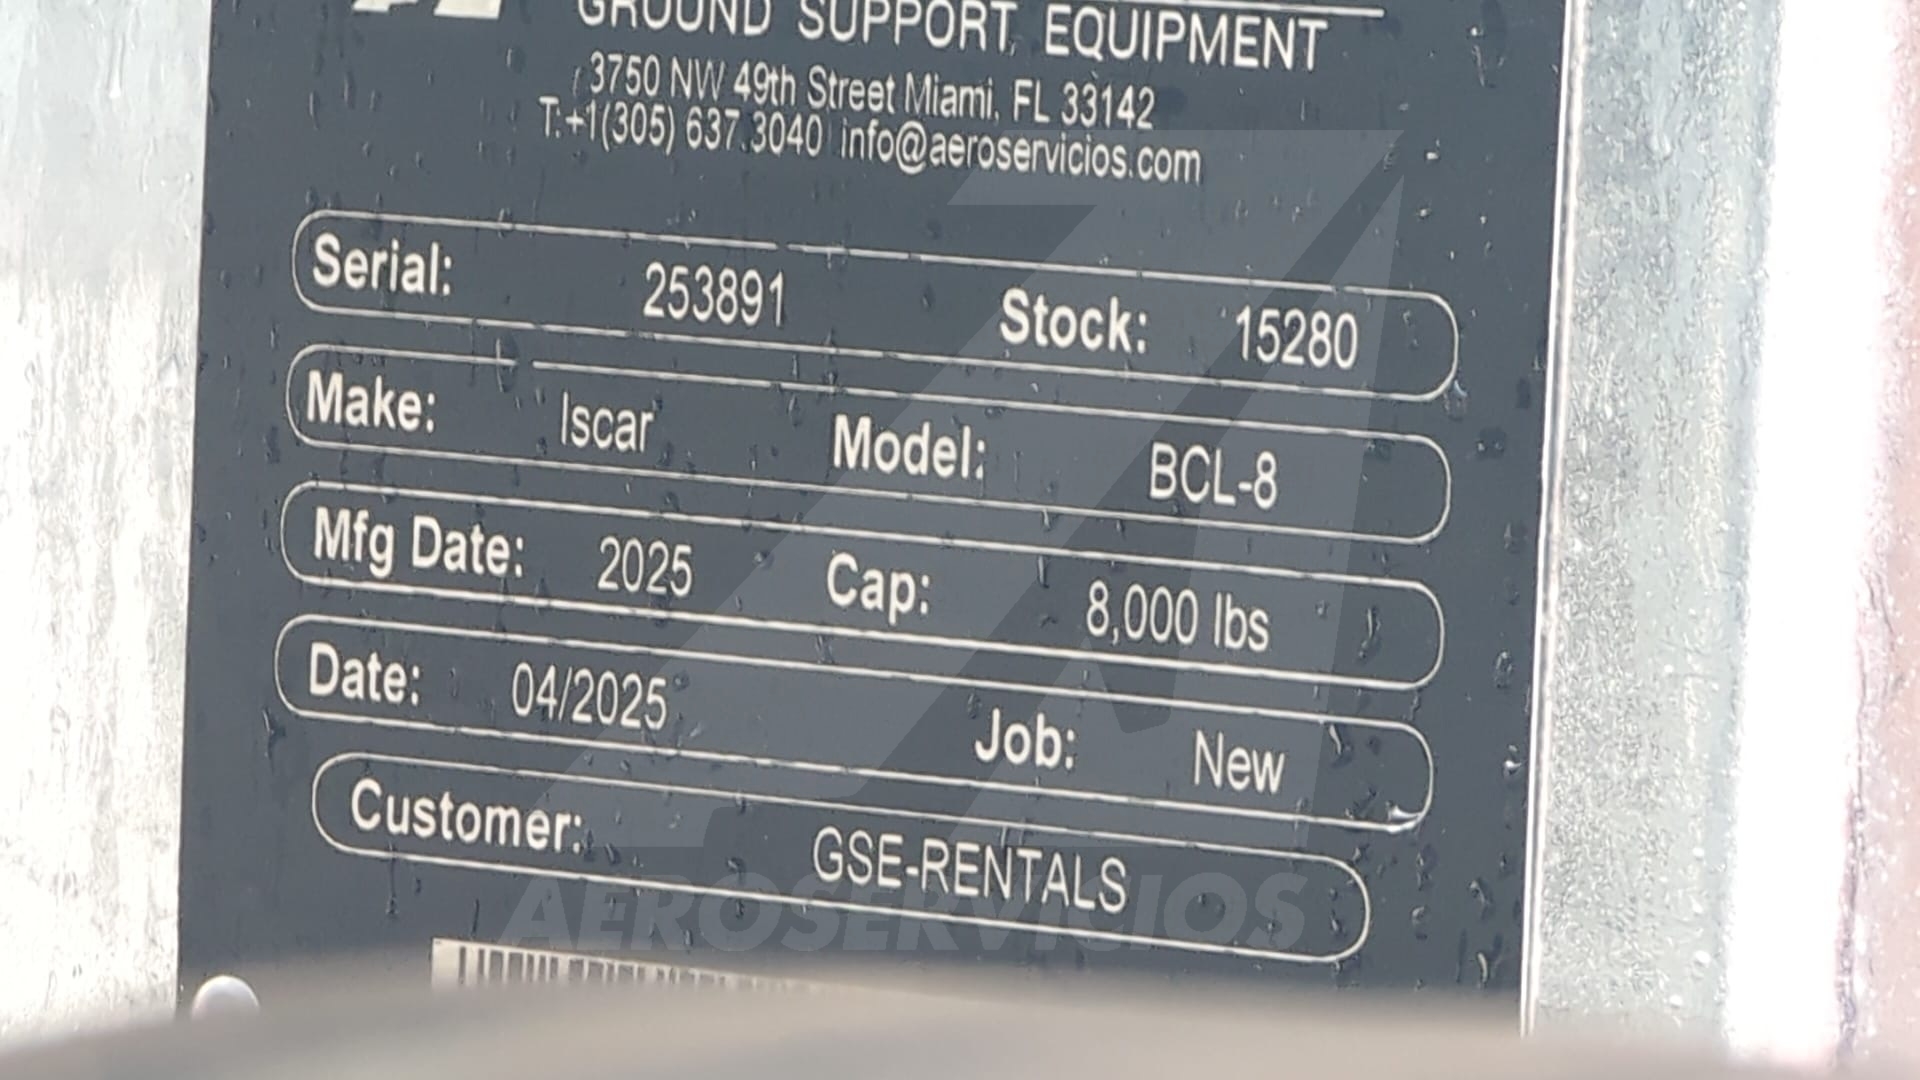 GROUND SUPPORT EQUIPMENT
3750 NW 49th Street Miami, FL 33142
T:+1(305) 637.3040 info@aeroservicios.com
Serial: 253891 Stock: 15280
Make: Iscar Model: BCL-8
Mfg Date: 2025 Cap: 8,000 lbs
Date: 04/2025 Job: New
Customer: GSE-RENTALS
AEROSERVICIOS